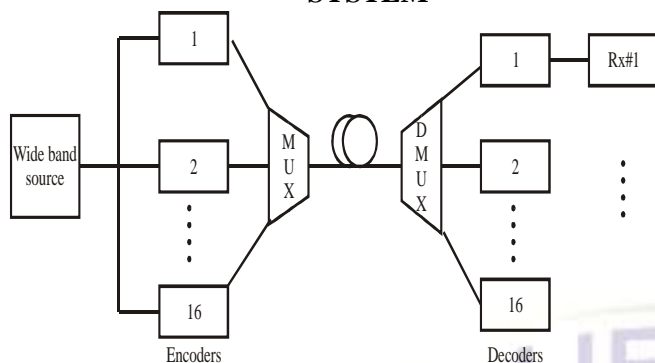 SYSTEM
1
1
Rx#1
Wide band
source
2
M
U
X
D
M
U
X
2
16
16
Encoders
Decoders